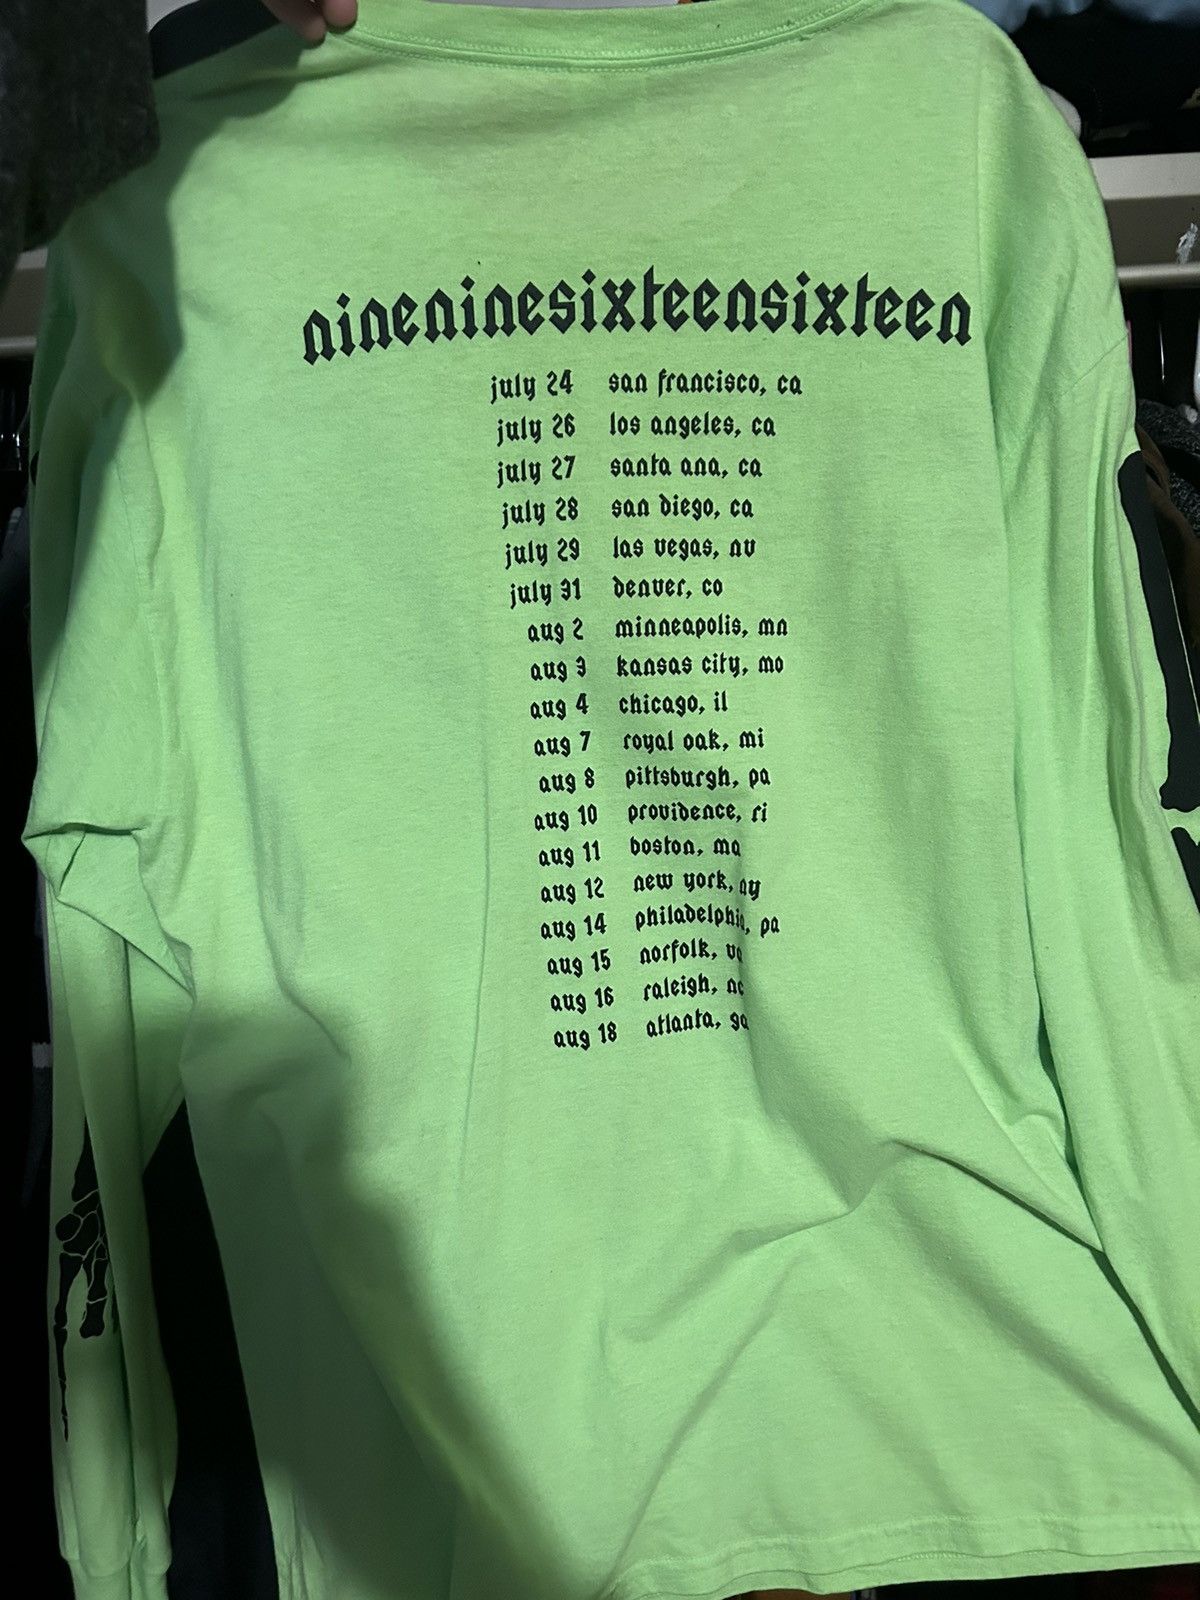 nineninesixteensixteen
july 24 san francisco, ca
july 26 los angeles, ca
july 27 santa ana, ca
july 28 san diego, ca
july 29 las vegas, nv
july 31 denver, co
aug 2 minneapolis, mn
aug 3 kansas city, mo
aug 4 chicago, il
aug 7 royal oak, mi
aug 8 pittsburgh, pa
aug 10 providence, ri
aug 11 boston, ma
aug 12 new york, ny
aug 14 philadelphia, pa
aug 15 norfolk, va
aug 16 raleigh, nc
aug 18 atlanta, ga